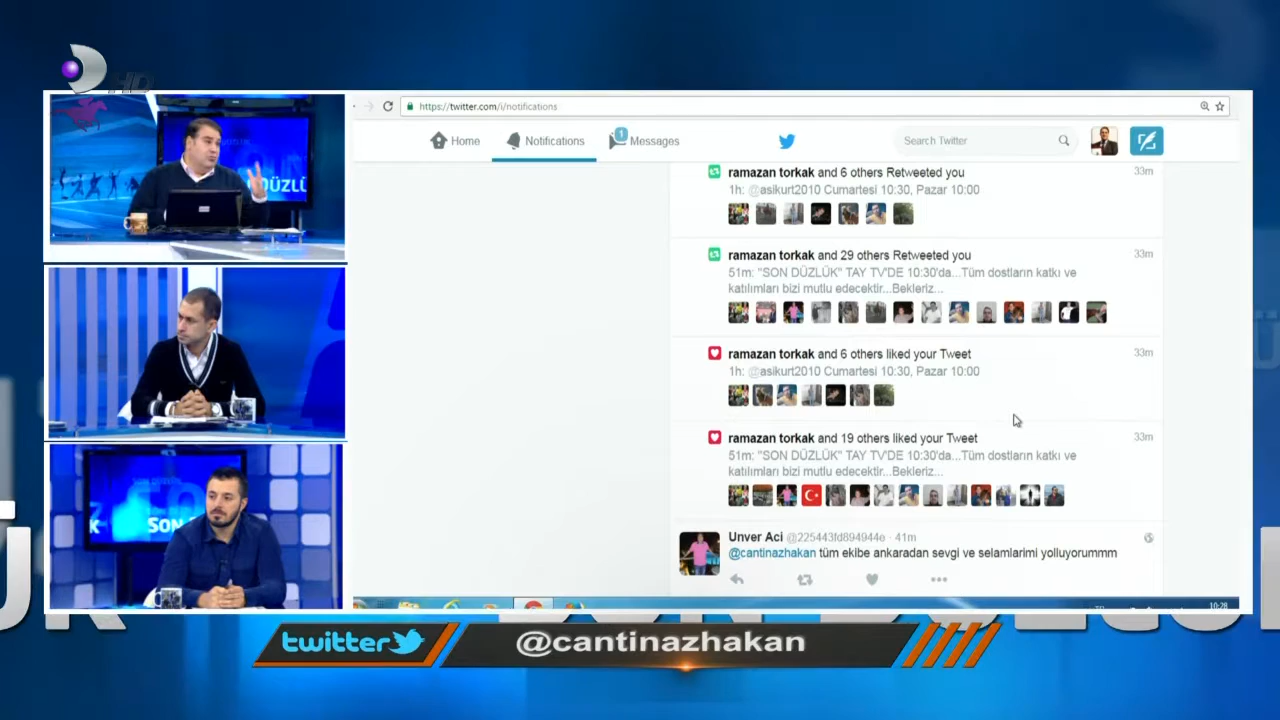 HD
DÜZLÜ
SON
https://twitter.com/i/notifications
Home
Notifications
1
Messages
Search Twitter
ramazan torkak and 6 others Retweeted you
33m
1h: @asikurt2010 Cumartesi 10:30, Pazar 10:00
ramazan torkak and 29 others Retweeted you
33m
51m: "SON DÜZLÜK" TAY TV'DE 10:30'da...Tüm dostların katkı ve
katılımları bizi mutlu edecektir...Bekleriz...
ramazan torkak and 6 others liked your Tweet
33m
1h: @asikurt2010 Cumartesi 10:30, Pazar 10:00
ramazan torkak and 19 others liked your Tweet
33m
51m: "SON DÜZLÜK" TAY TV'DE 10:30'da...Tüm dostların katkı ve
katılımları bizi mutlu edecektir...Bekleriz...
Unver Aci @225443fd894944e · 41m
@cantinazhakan tüm ekibe ankaradan sevgi ve selamlarimi yolluyorummm
10:28
twitter
@cantinazhakan